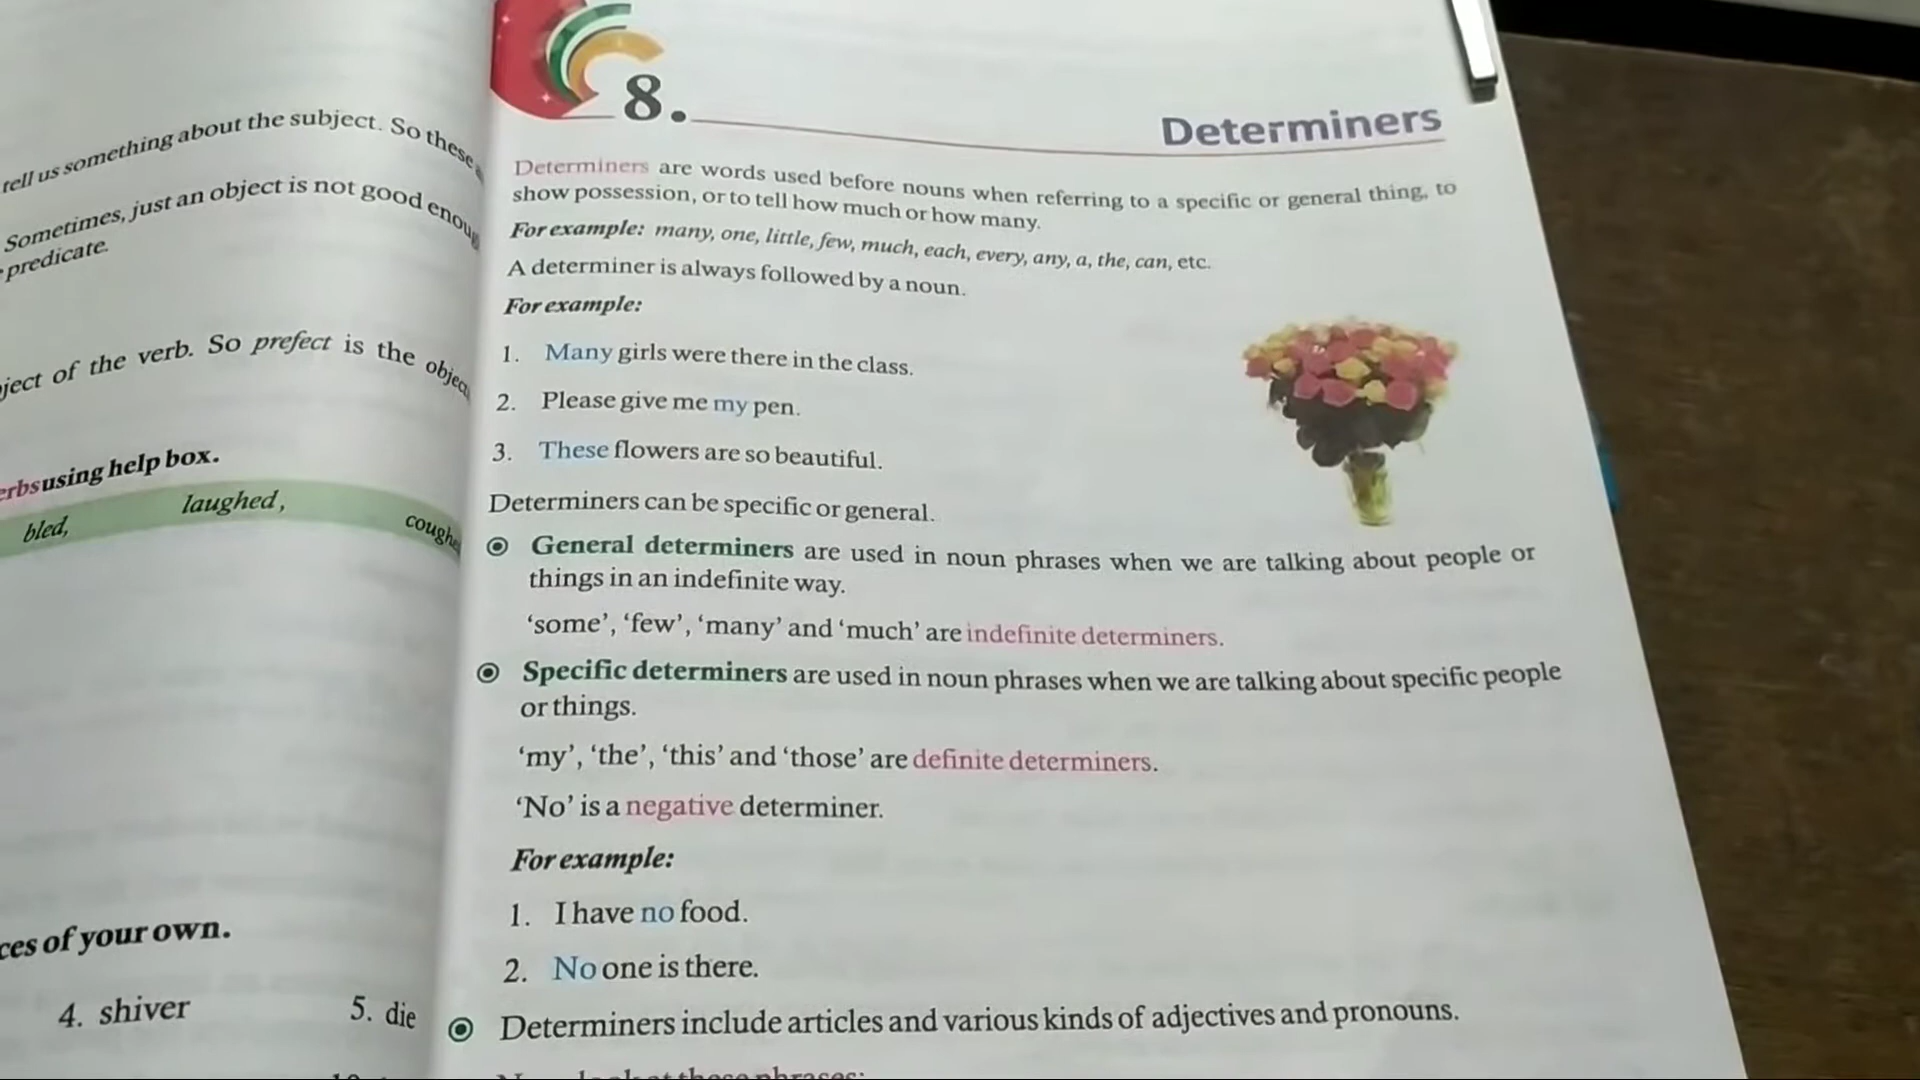 tell us something about the subject. So these
Sometimes, just an object is not good
predicate.
of the verb. So prefect is the
using help box.
bled, laughed,
of your own.
4. shiver 5. die
8.
Determiners
Determiners are words used before nouns when referring to a specific or general thing, to
show possession, or to tell how much or how many.
For example: many, one, little, few, much, each, every, any, a, the, can, etc.
A determiner is always followed by a noun.
For example:
1. Many girls were there in the class.
2. Please give me my pen.
3. These flowers are so beautiful.
Determiners can be specific or general.
General determiners are used in noun phrases when we are talking about people or
things in an indefinite way.
‘some’, ‘few’, ‘many’ and ‘much’ are indefinite determiners.
Specific determiners are used in noun phrases when we are talking about specific people
or things.
‘my’, ‘the’, ‘this’ and ‘those’ are definite determiners.
‘No’ is a negative determiner.
For example:
1. I have no food.
2. No one is there.
Determiners include articles and various kinds of adjectives and pronouns.